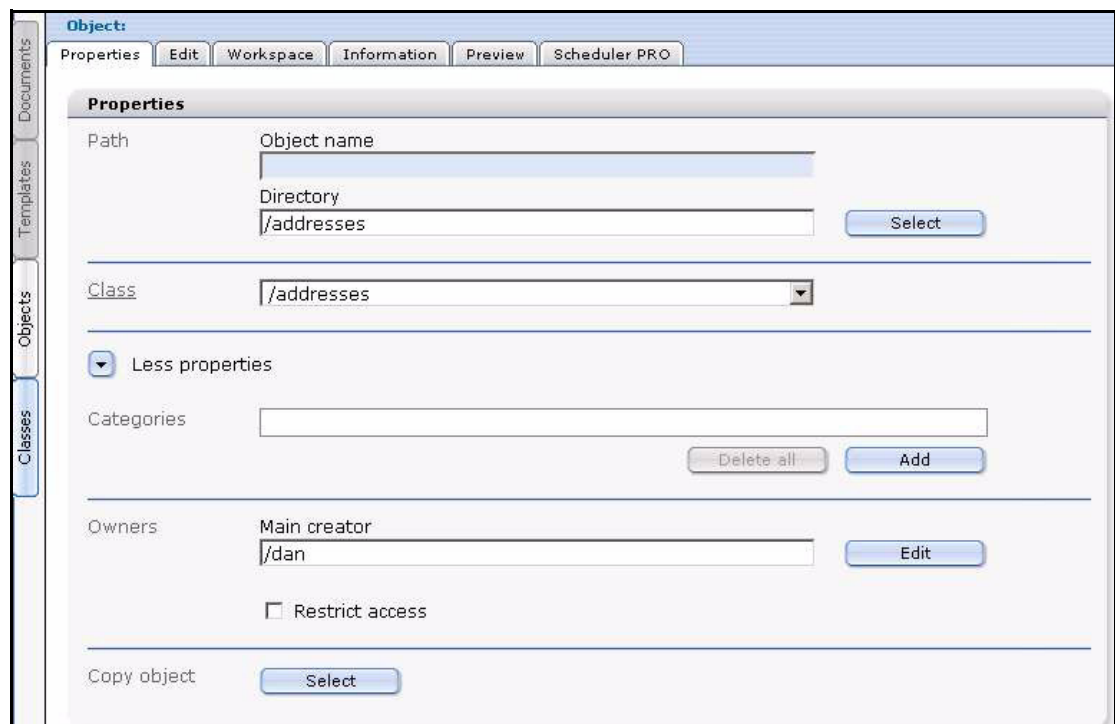 Object:
Properties Edit Workspace Information Preview Scheduler PRO
Documents
Templates
Objects
Classes
Properties
Path
Object name
Directory
/addresses
Select
Class
/addresses
Less properties
Categories
Delete all Add
Owners
Main creator
/dan
Edit
Restrict access
Copy object
Select